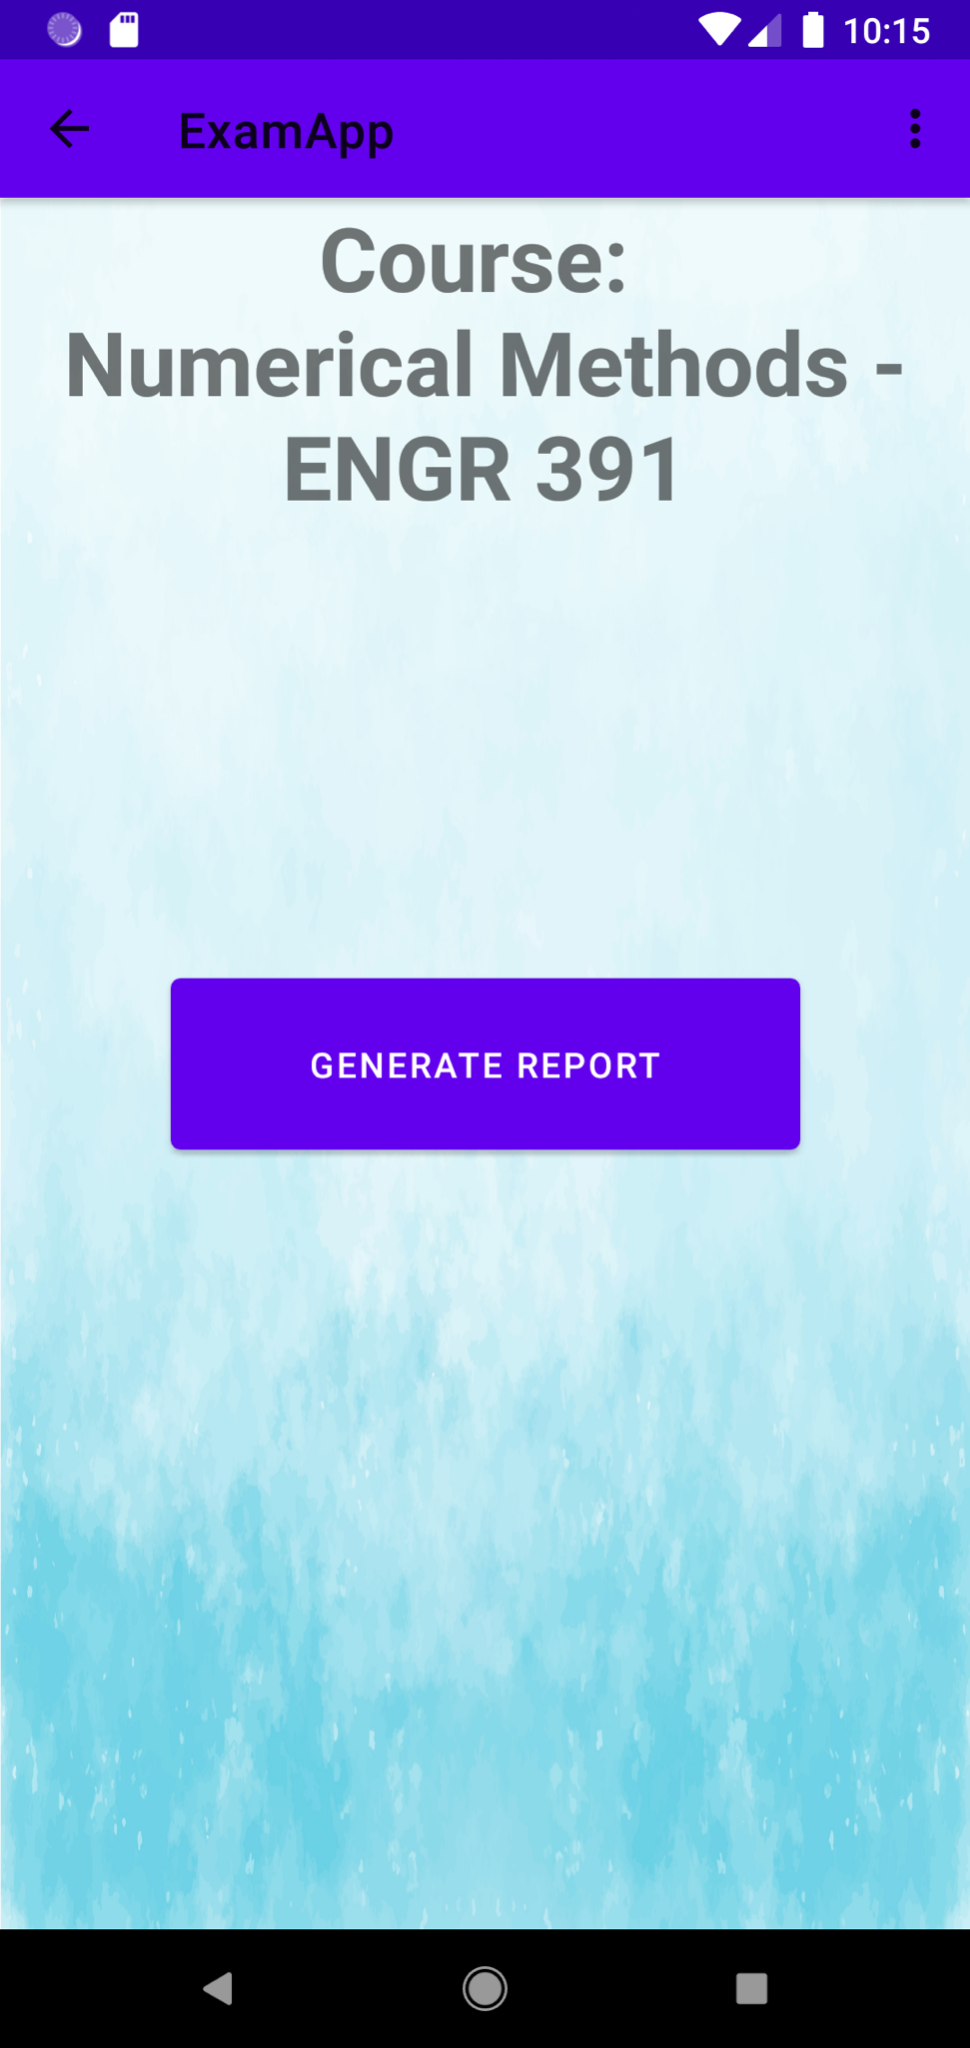 10:15
ExamApp
Course:
Numerical Methods -
ENGR 391
GENERATE REPORT